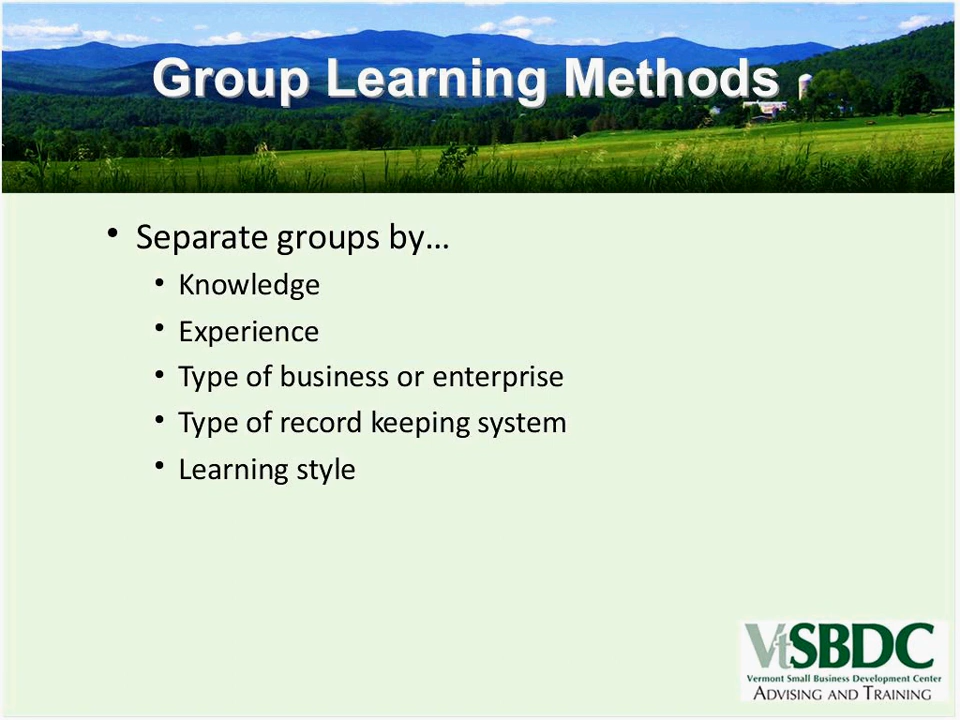 Group Learning Methods
• Separate groups by…
• Knowledge
• Experience
• Type of business or enterprise
• Type of record keeping system
• Learning style
VtSBDC
Vermont Small Business Development Center
ADVISING AND TRAINING